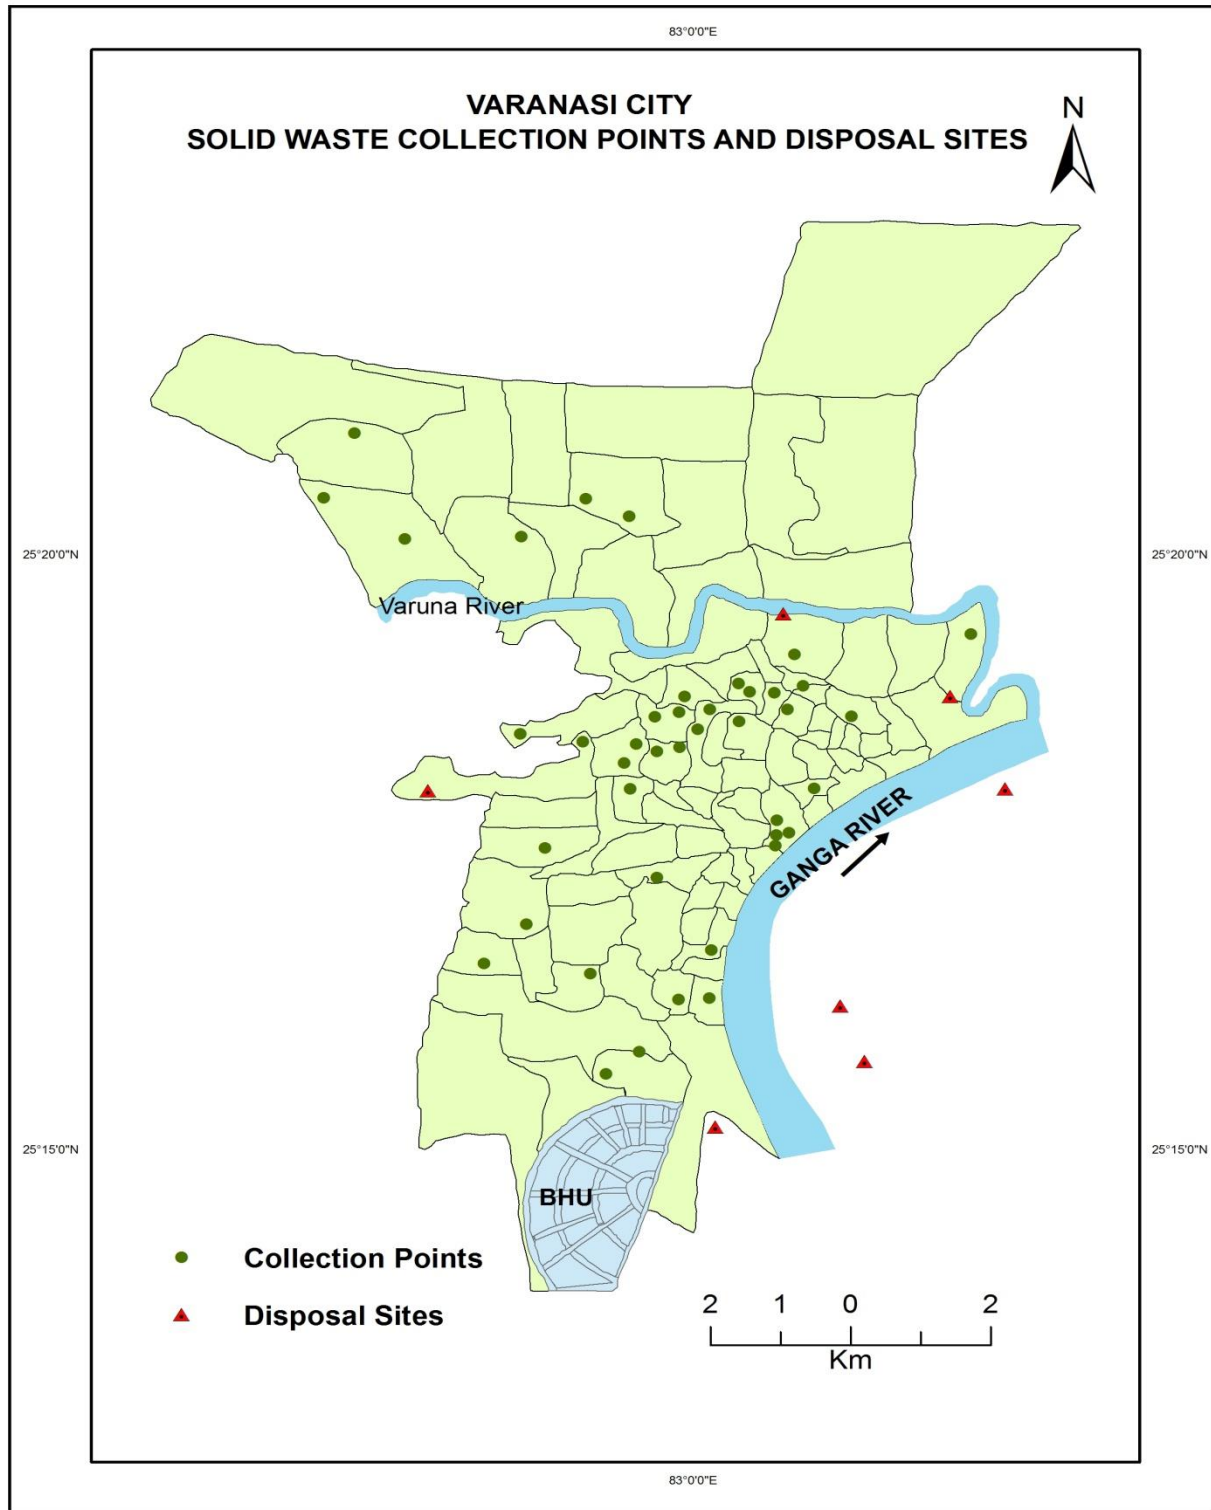 83°0'0"E
VARANASI CITY
SOLID WASTE COLLECTION POINTS AND DISPOSAL SITES
N
25°20'0"N
25°20'0"N
Varuna River
GANGA RIVER
25°15'0"N
25°15'0"N
BHU
Collection Points
Disposal Sites
2 1 0 2
Km
83°0'0"E